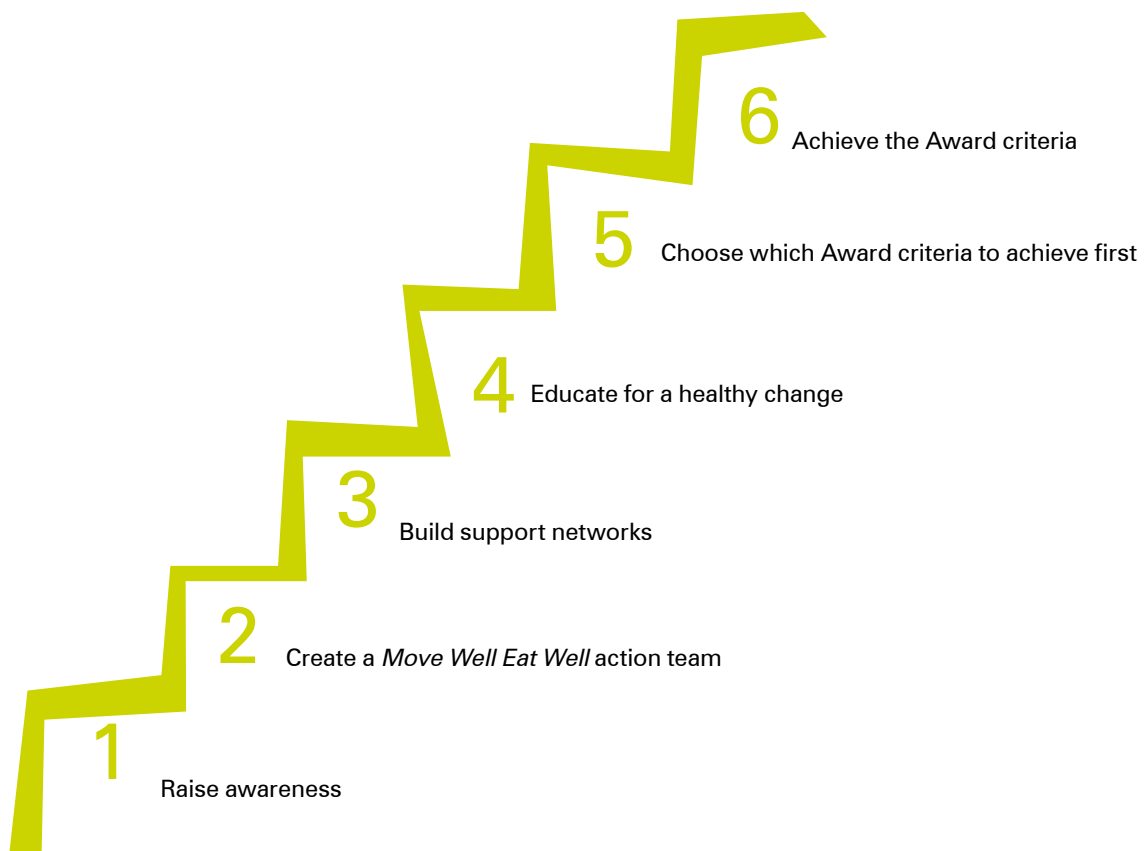 6 Achieve the Award criteria
5 Choose which Award criteria to achieve first
4 Educate for a healthy change
3 Build support networks
2 Create a Move Well Eat Well action team
1 Raise awareness